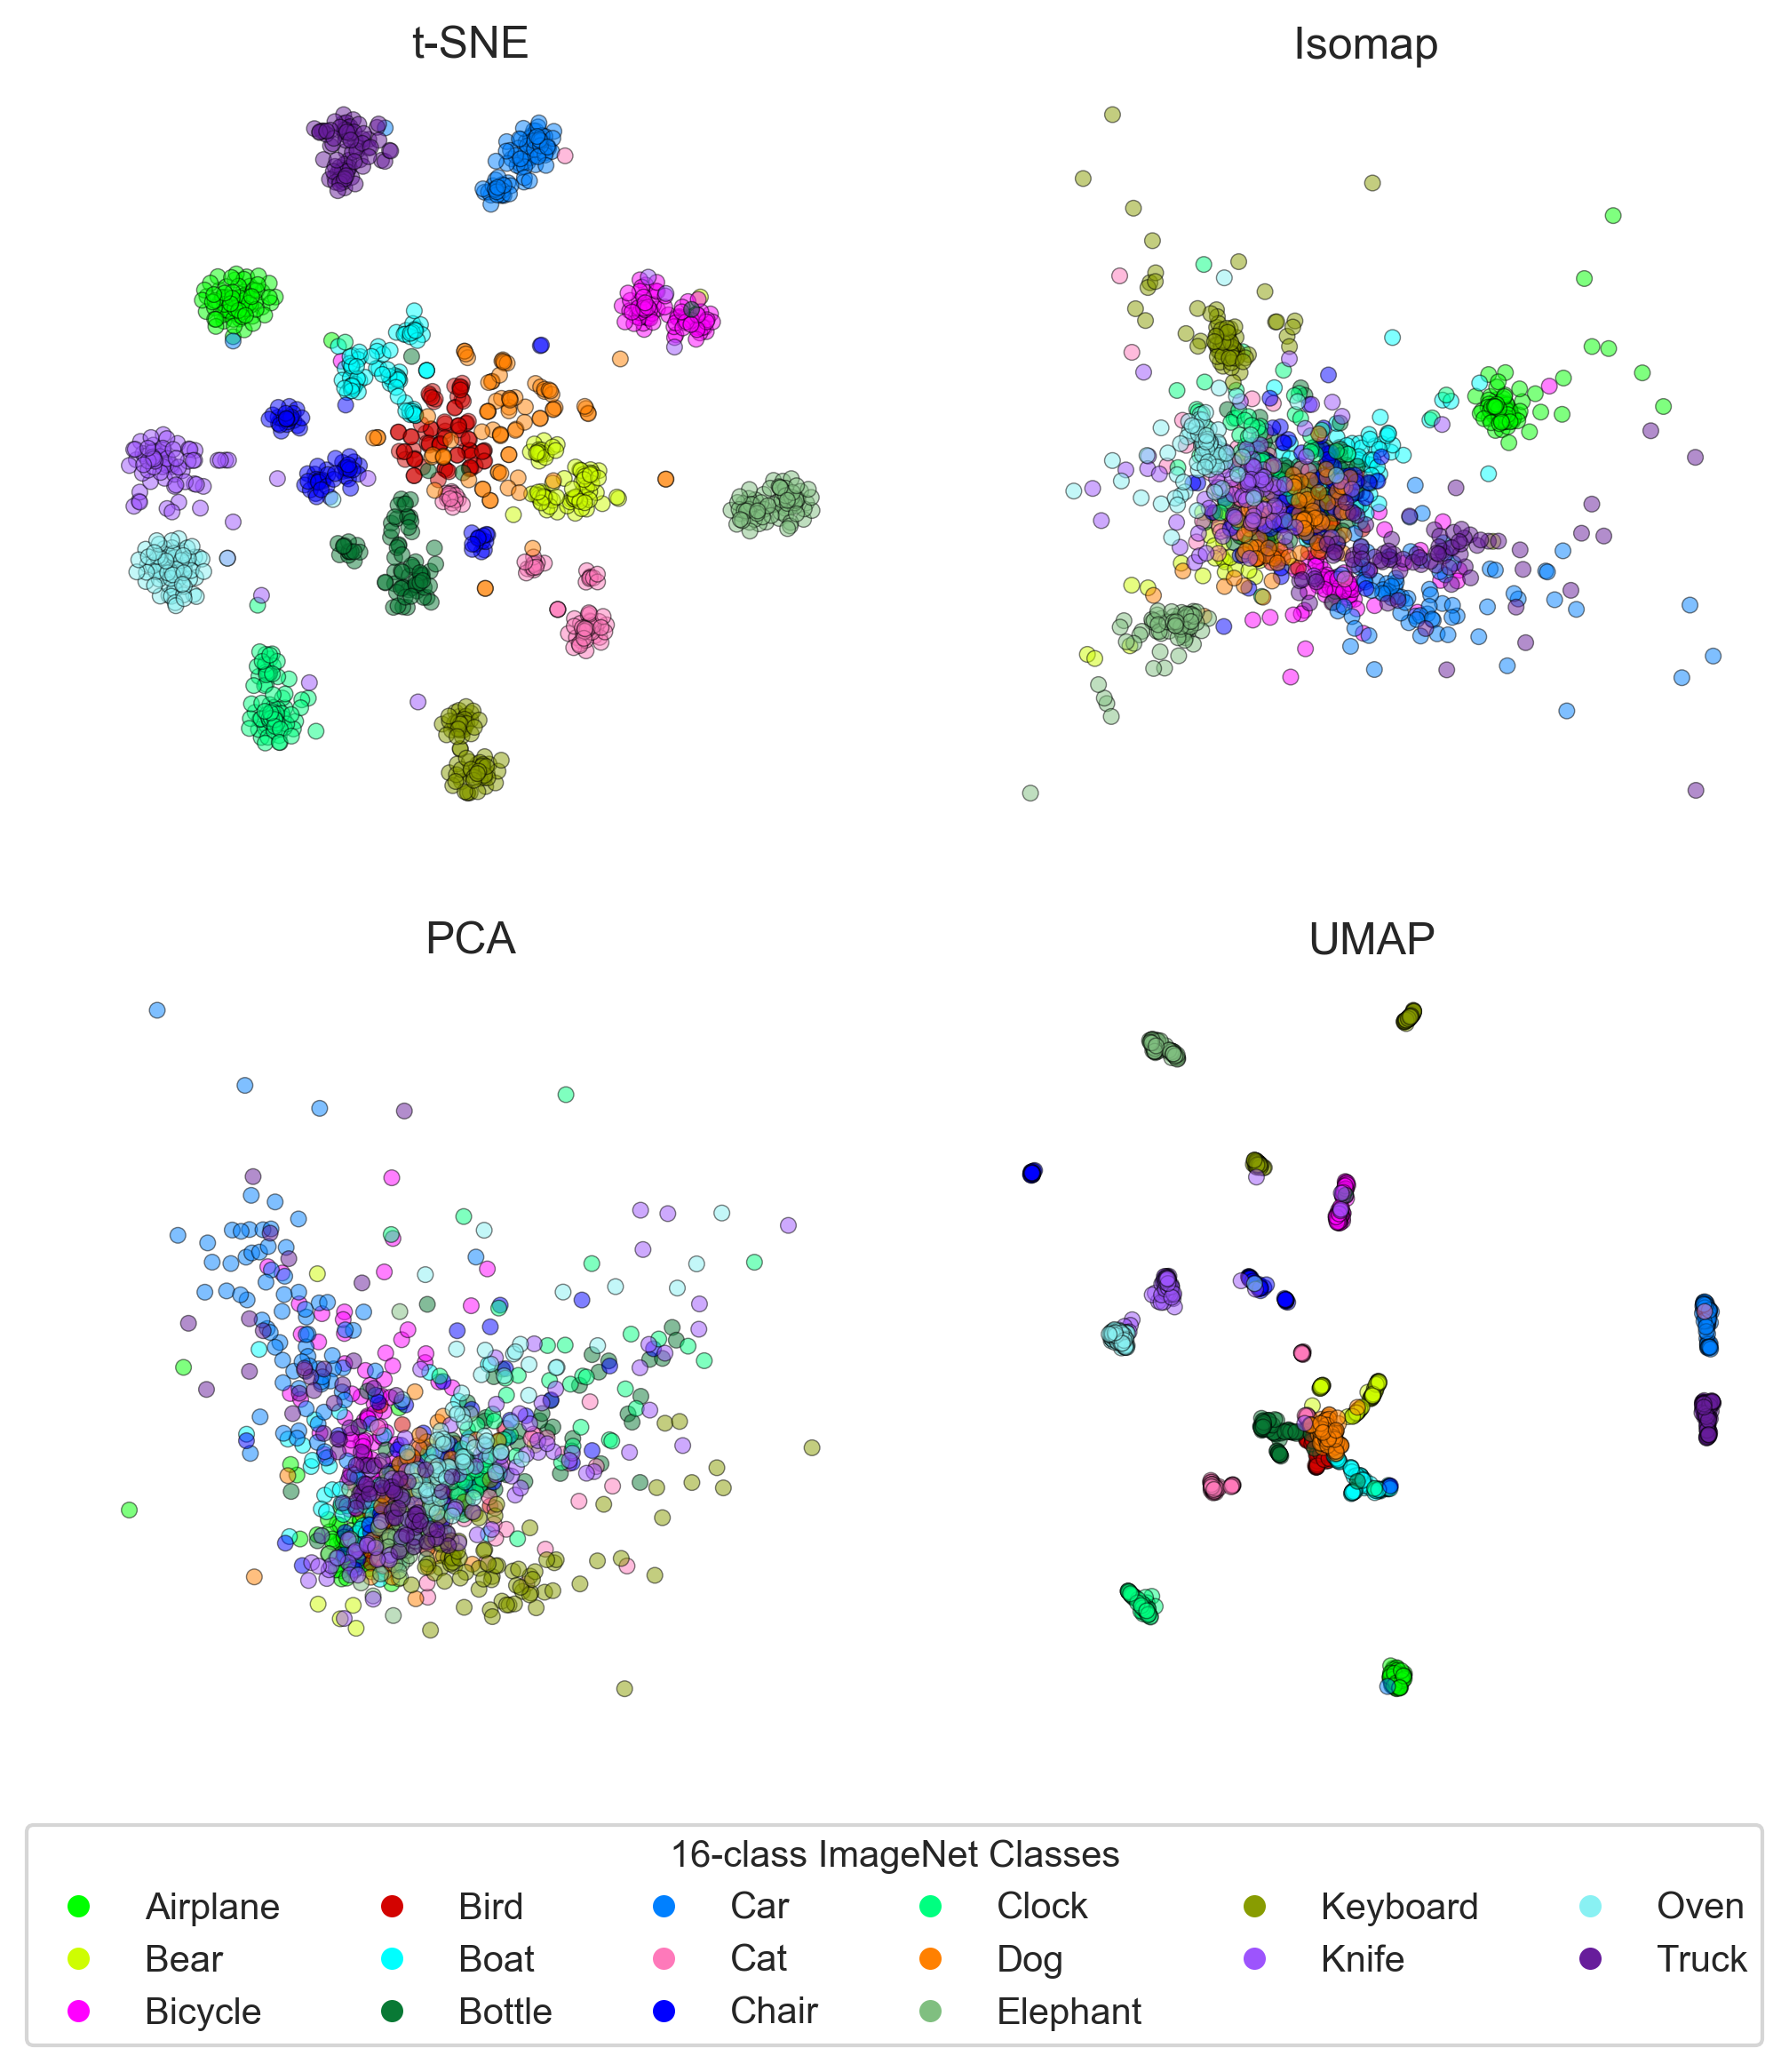 t-SNE
Isomap
PCA
UMAP
16-class ImageNet Classes
Airplane Bird Car Clock Keyboard Oven
Bear Boat Cat Dog Knife Truck
Bicycle Bottle Chair Elephant